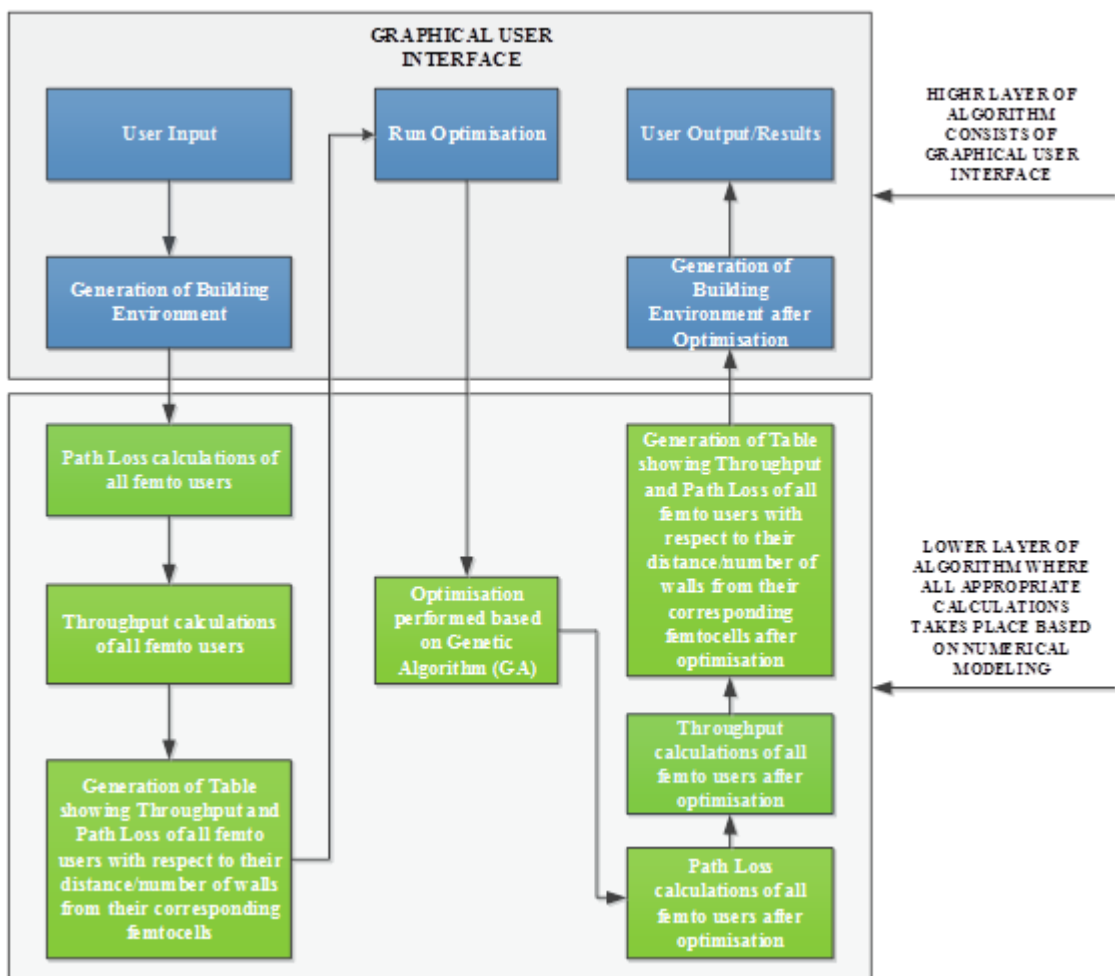 GRAPHICAL USER
INTERFACE
User Input
Run Optimisation
User Output/Results
HIGHR LAYER OF
ALGORITHM
CONSISTS OF
GRAPHICAL USER
INTERFACE
Generation of Building
Environment
Generation of
Building
Environment after
Optimisation
Path Loss calculations of
all femto users
Throughput calculations
of all femto users
Generation of Table
showing Throughput and
Path Loss of all femto
users with respect to their
distance/number of walls
from their corresponding
femtocells
Optimisation
performed based
on Genetic
Algorithm (GA)
Generation of Table
showing Throughput
and Path Loss of all
femto users with
respect to their
distance/number of
walls from their
corresponding
femtocells after
optimisation
Throughput
calculations of all
femto users after
optimisation
Path Loss
calculations of all
femto users after
optimisation
LOWER LAYER OF
ALGORITHM WHERE
ALL APPROPRIATE
CALCULATIONS
TAKES PLACE BASED
ON NUMERICAL
MODELING